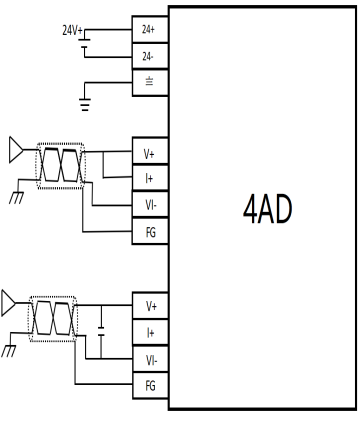 24V
24+
24-
V+
I+
VI-
FG
4AD
V+
I+
VI-
FG